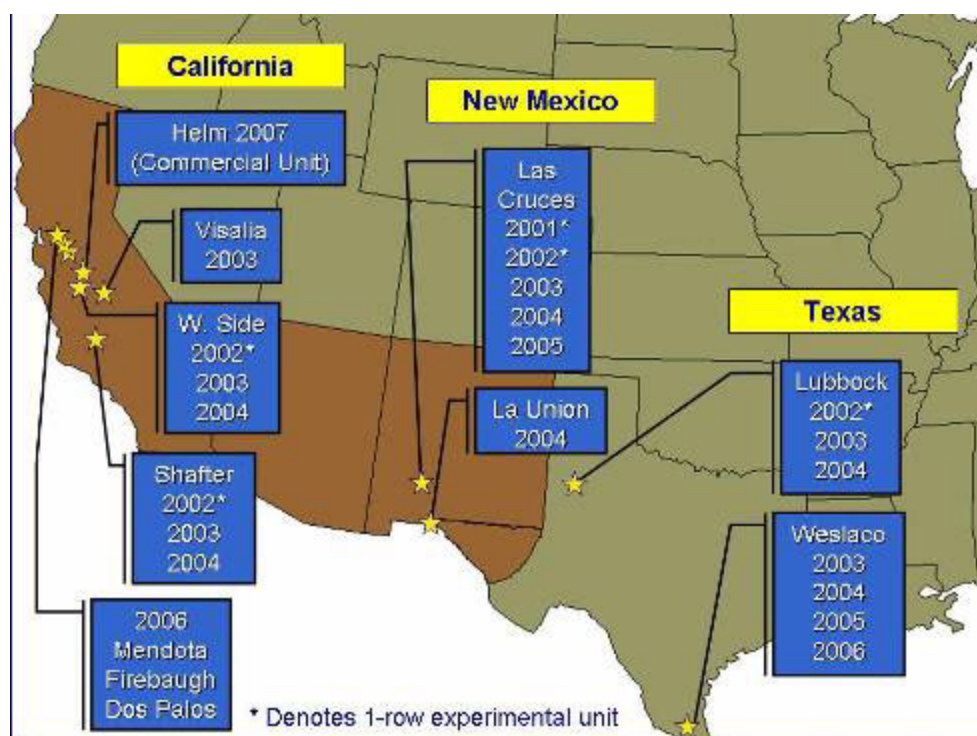 California
Helm 2007
(Commercial Unit)
Visalia
2003
W. Side
2002*
2003
2004
Shafter
2002*
2003
2004
2006
Mendota
Firebaugh
Dos Palos
New Mexico
Las
Cruces
2001*
2002*
2003
2004
2005
La Union
2004
Texas
Lubbock
2002*
2003
2004
Weslaco
2003
2004
2005
2006
* Denotes 1-row experimental unit